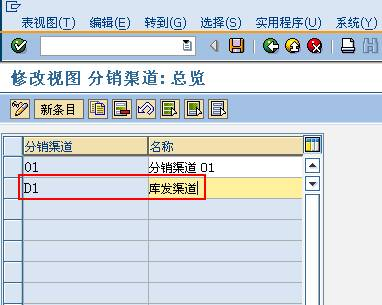 表视图(T) 编辑(E) 转到(G) 选择(S) 实用程序(U) 系统(Y)
修改视图 分销渠道: 总览
新条目
分销渠道 名称
01 分销渠道 01
D1 库发渠道